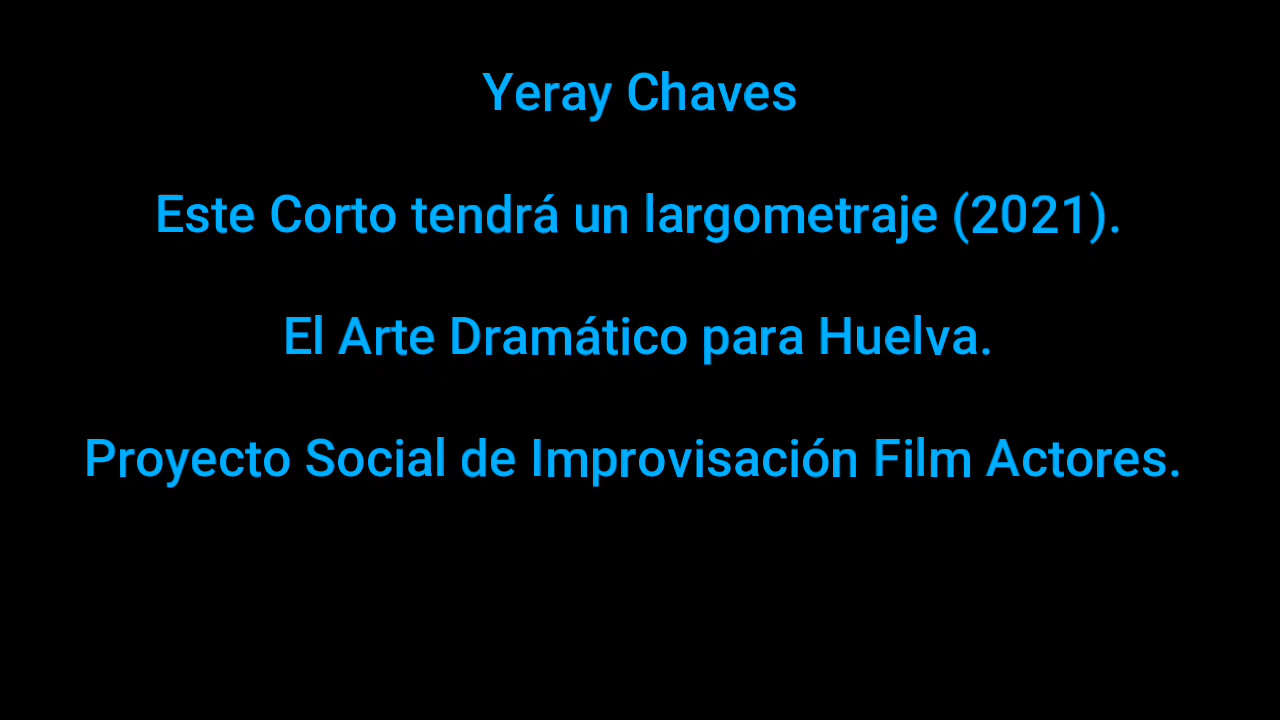 Yeray Chaves
Este Corto tendrá un largometraje (2021).
El Arte Dramático para Huelva.
Proyecto Social de Improvisación Film Actores.